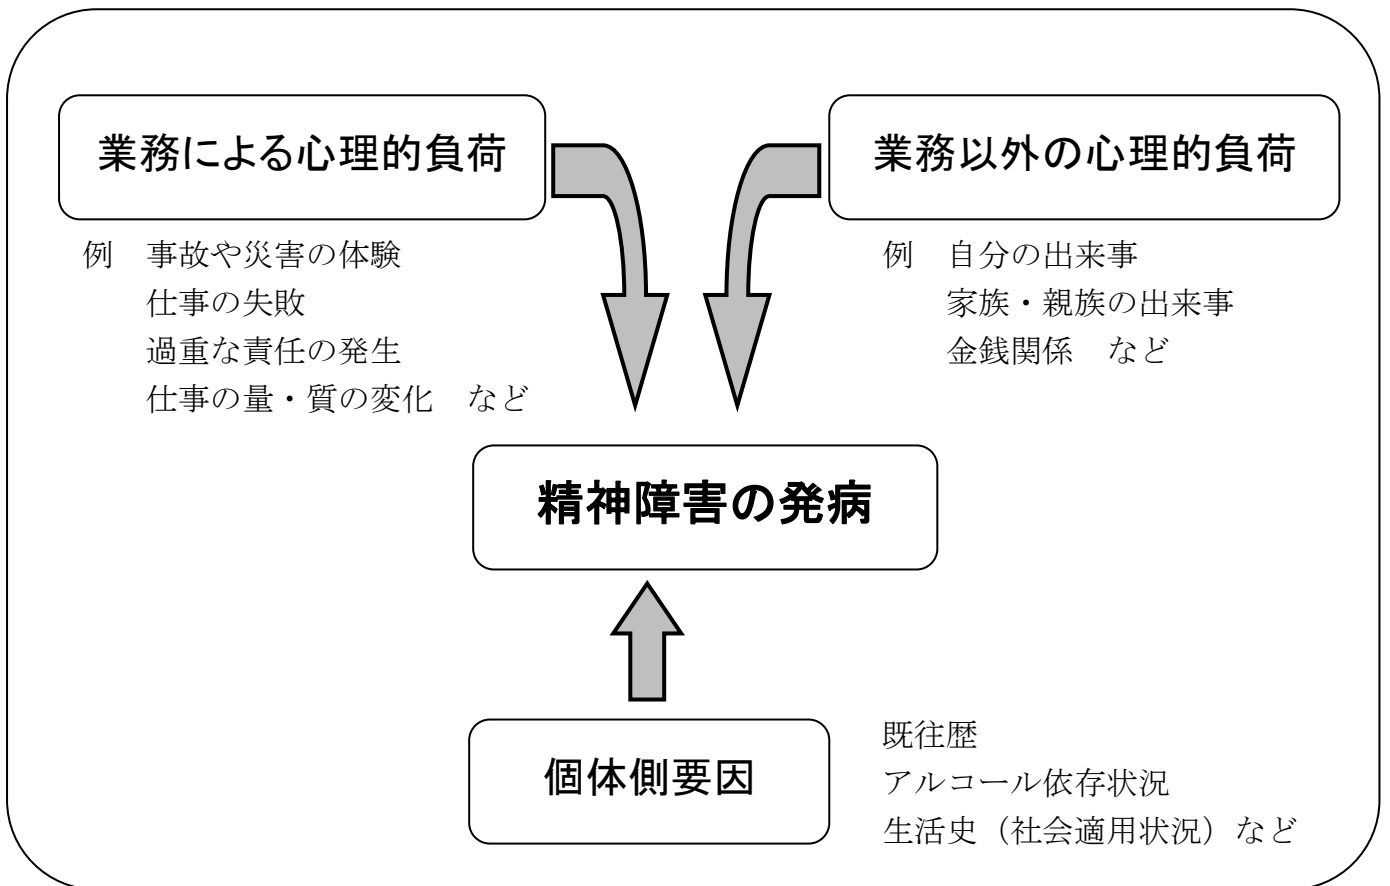 業務による心理的負荷
例　事故や災害の体験
仕事の失敗
過重な責任の発生
仕事の量・質の変化　など
業務以外の心理的負荷
例　自分の出来事
家族・親族の出来事
金銭関係　など
精神障害の発病
個体側要因
既往歴
アルコール依存状況
生活史（社会適用状況）など